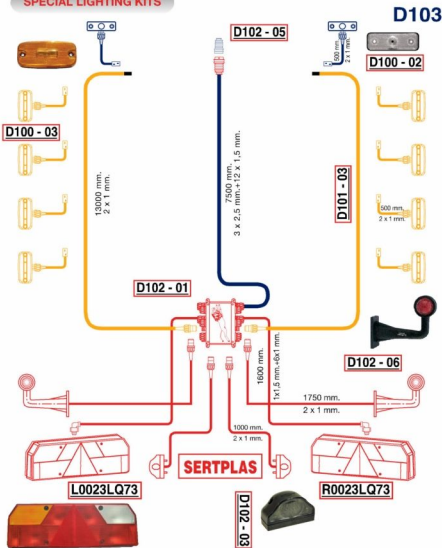 SPECIAL LIGHTING KITS
D103
D102 - 05
D100 - 02
500 mm.
2 x 1 mm.
D100 - 03
13000 mm.
2 x 1 mm.
7500 mm.
3 x 2,5 mm.+12 x 1,5 mm.
D101 - 03
500 mm.
2 x 1 mm.
D102 - 01
1600 mm.
1x1,5 mm.+6x1 mm.
D102 - 06
1750 mm.
2 x 1 mm.
1000 mm.
2 x 1 mm.
SERTPLAS
L0023LQ73
D102 - 03
R0023LQ73